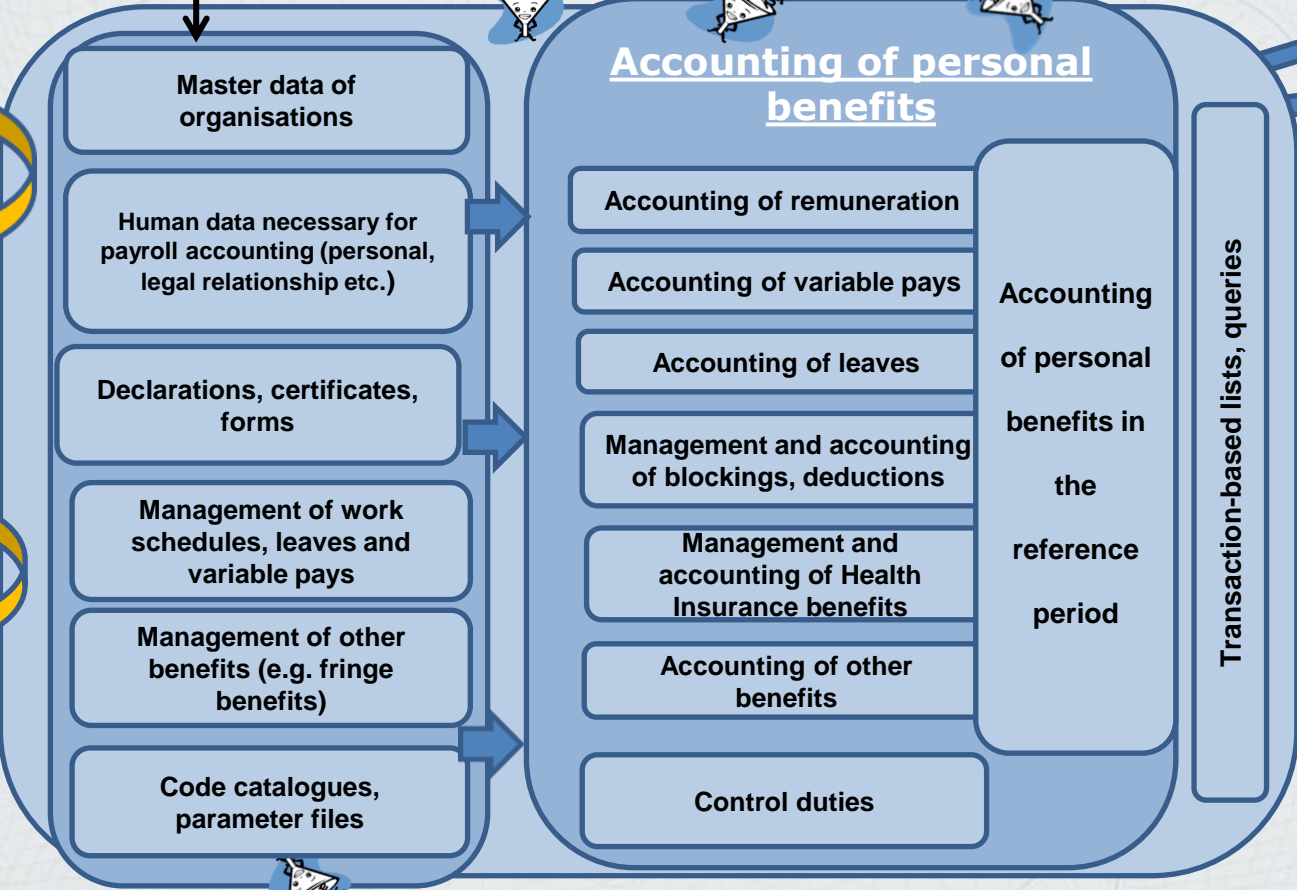 Master data of
organisations
Human data necessary for
payroll accounting (personal,
legal relationship etc.)
Declarations, certificates,
forms
Management of work
schedules, leaves and
variable pays
Management of other
benefits (e.g. fringe
benefits)
Code catalogues,
parameter files
Accounting of personal
benefits
Accounting of remuneration
Accounting of variable pays
Accounting of leaves
Management and accounting
of blockings, deductions
Management and
accounting of Health
Insurance benefits
Accounting of other
benefits
Control duties
Accounting
of personal
benefits in
the
reference
period
Transaction-based lists, queries